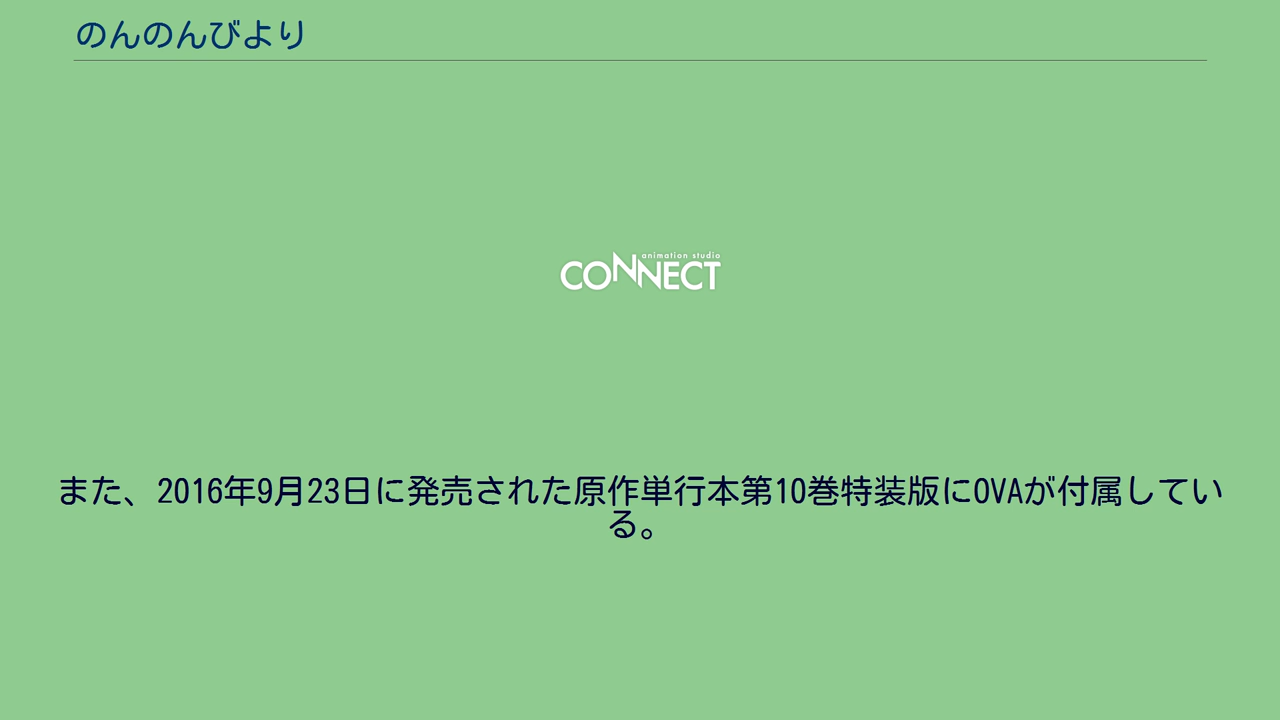 のんのんびより
animation studio
CONNECT
また、2016年9月23日に発売された原作単行本第10巻特装版にOVAが付属してい
る。